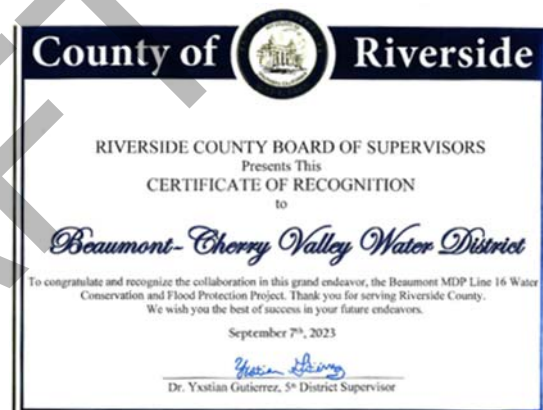 County of Riverside
RIVERSIDE COUNTY BOARD OF SUPERVISORS
Presents This
CERTIFICATE OF RECOGNITION
to
Beaumont-Cherry Valley Water District
To congratulate and recognize the collaboration in this grand endeavor, the Beaumont MDP Line 16 Water
Conservation and Flood Protection Project. Thank you for serving Riverside County.
We wish you the best of success in your future endeavors.
September 7th, 2023
Dr. Yxstian Gutierrez, 5th District Supervisor